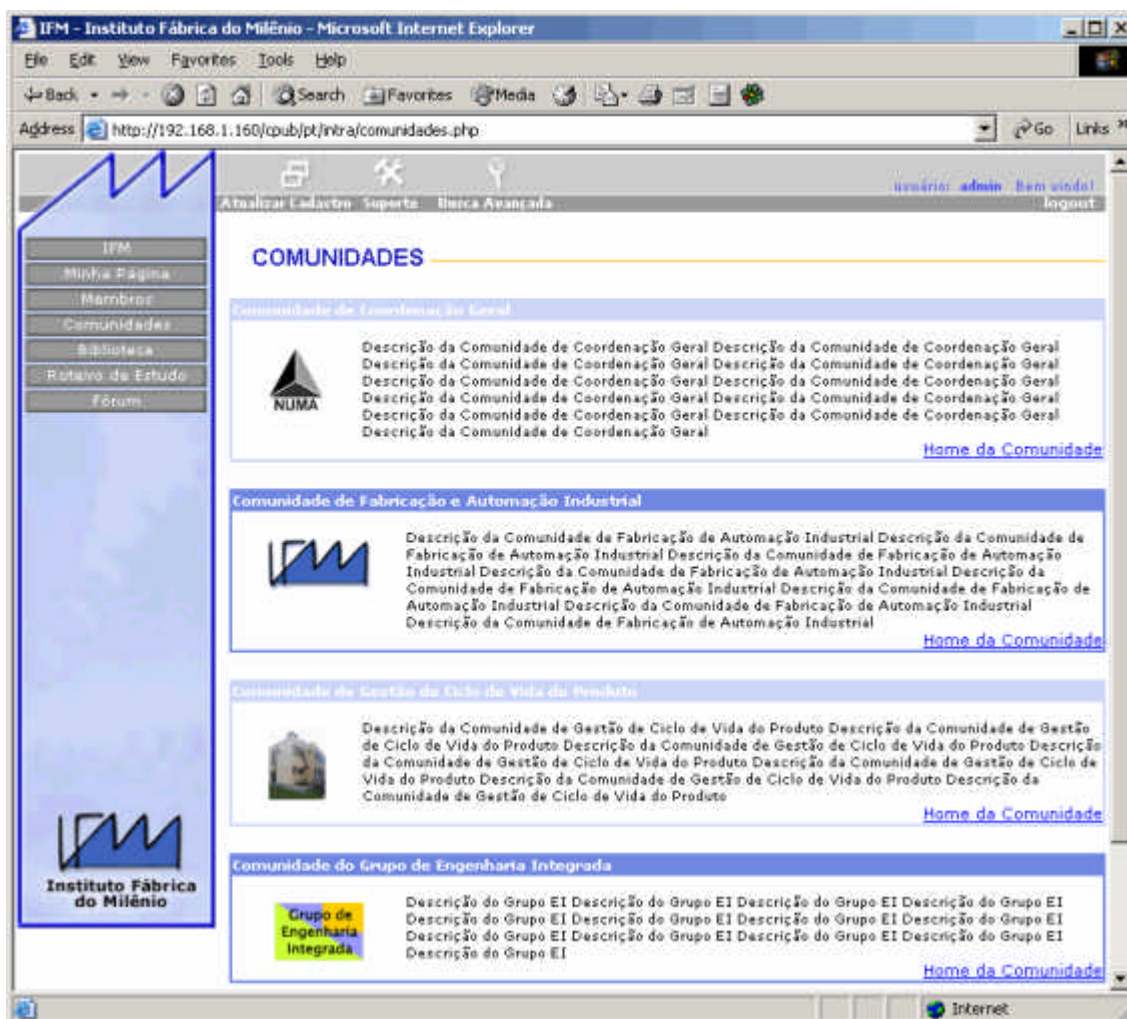 IFM - Instituto Fábrica do Milênio - Microsoft Internet Explorer
File Edit View Favorites Tools Help
Back Search Favorites Media
Address http://192.168.1.160/cpub/pt/intra/comunidades.php Go Links
Atualizar Cadastro Suporte Busca Avançada
usuário: admin Bem vindo!
logout
IFM
Minha Página
Membros
Comunidades
Biblioteca
Roteiro de Estudo
Fórum
Instituto Fábrica
do Milênio
COMUNIDADES
Comunidade de Coordenação Geral
NUMA
Descrição da Comunidade de Coordenação Geral Descrição da Comunidade de Coordenação Geral
Descrição da Comunidade de Coordenação Geral Descrição da Comunidade de Coordenação Geral
Descrição da Comunidade de Coordenação Geral Descrição da Comunidade de Coordenação Geral
Descrição da Comunidade de Coordenação Geral Descrição da Comunidade de Coordenação Geral
Descrição da Comunidade de Coordenação Geral Descrição da Comunidade de Coordenação Geral
Descrição da Comunidade de Coordenação Geral
Home da Comunidade
Comunidade de Fabricação e Automação Industrial
Descrição da Comunidade de Fabricação de Automação Industrial Descrição da Comunidade de
Fabricação de Automação Industrial Descrição da Comunidade de Fabricação de Automação
Industrial Descrição da Comunidade de Fabricação de Automação Industrial Descrição da
Comunidade de Fabricação de Automação Industrial Descrição da Comunidade de Fabricação de
Automação Industrial Descrição da Comunidade de Fabricação de Automação Industrial
Descrição da Comunidade de Fabricação de Automação Industrial
Home da Comunidade
Comunidade de Gestão de Ciclo de Vida do Produto
Descrição da Comunidade de Gestão de Ciclo de Vida do Produto Descrição da Comunidade de Gestão
de Ciclo de Vida do Produto Descrição da Comunidade de Gestão de Ciclo de Vida do Produto Descrição
da Comunidade de Gestão de Ciclo de Vida do Produto Descrição da Comunidade de Gestão de Ciclo de
Vida do Produto Descrição da Comunidade de Gestão de Ciclo de Vida do Produto Descrição da
Comunidade de Gestão de Ciclo de Vida do Produto
Home da Comunidade
Comunidade do Grupo de Engenharia Integrada
Grupo de
Engenharia
Integrada
Descrição do Grupo EI Descrição do Grupo EI Descrição do Grupo EI Descrição do Grupo EI
Descrição do Grupo EI Descrição do Grupo EI Descrição do Grupo EI Descrição do Grupo EI
Descrição do Grupo EI Descrição do Grupo EI Descrição do Grupo EI Descrição do Grupo EI
Descrição do Grupo EI
Home da Comunidade
Internet